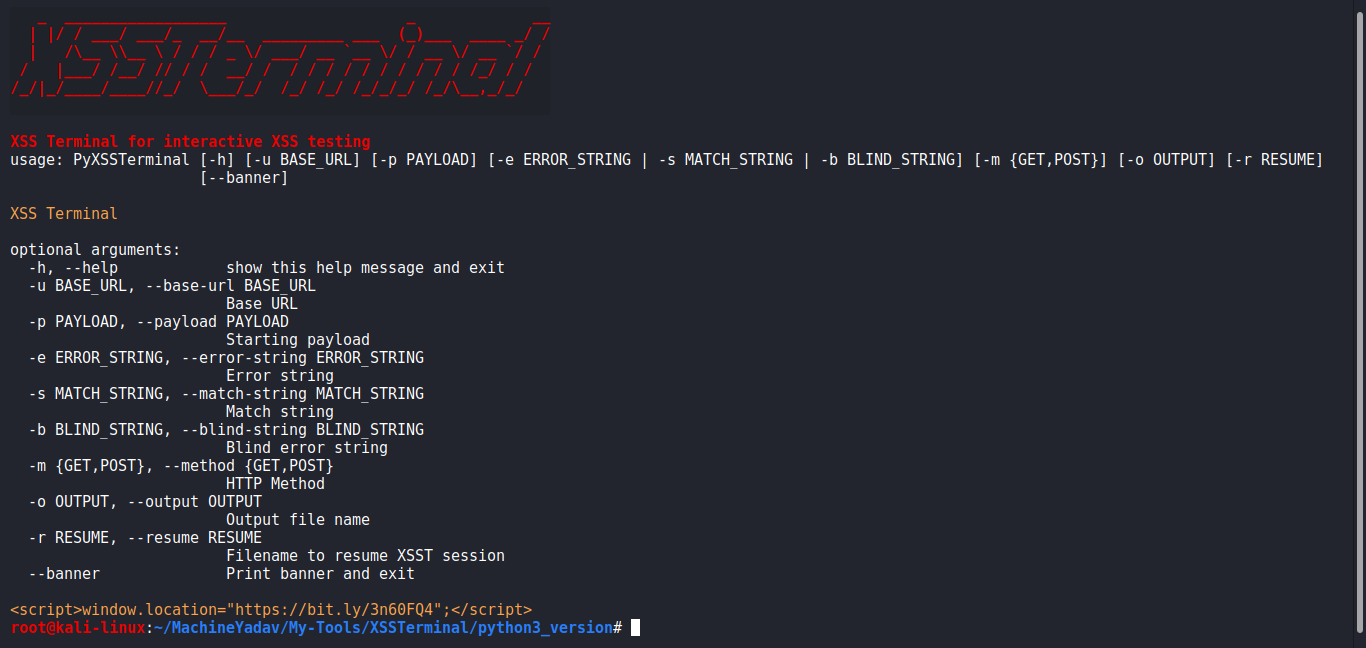 XSSTerminal
XSS Terminal for interactive XSS testing
usage: PyXSSTerminal [-h] [-u BASE_URL] [-p PAYLOAD] [-e ERROR_STRING | -s MATCH_STRING | -b BLIND_STRING] [-m {GET,POST}] [-o OUTPUT] [-r RESUME]
[--banner]
XSS Terminal
optional arguments:
-h, --help show this help message and exit
-u BASE_URL, --base-url BASE_URL
Base URL
-p PAYLOAD, --payload PAYLOAD
Starting payload
-e ERROR_STRING, --error-string ERROR_STRING
Error string
-s MATCH_STRING, --match-string MATCH_STRING
Match string
-b BLIND_STRING, --blind-string BLIND_STRING
Blind error string
-m {GET,POST}, --method {GET,POST}
HTTP Method
-o OUTPUT, --output OUTPUT
Output file name
-r RESUME, --resume RESUME
Filename to resume XSST session
--banner Print banner and exit
<script>window.location="https://bit.ly/3n60FQ4";</script>
root@kali-linux:~/MachineYadav/My-Tools/XSSTerminal/python3_version#